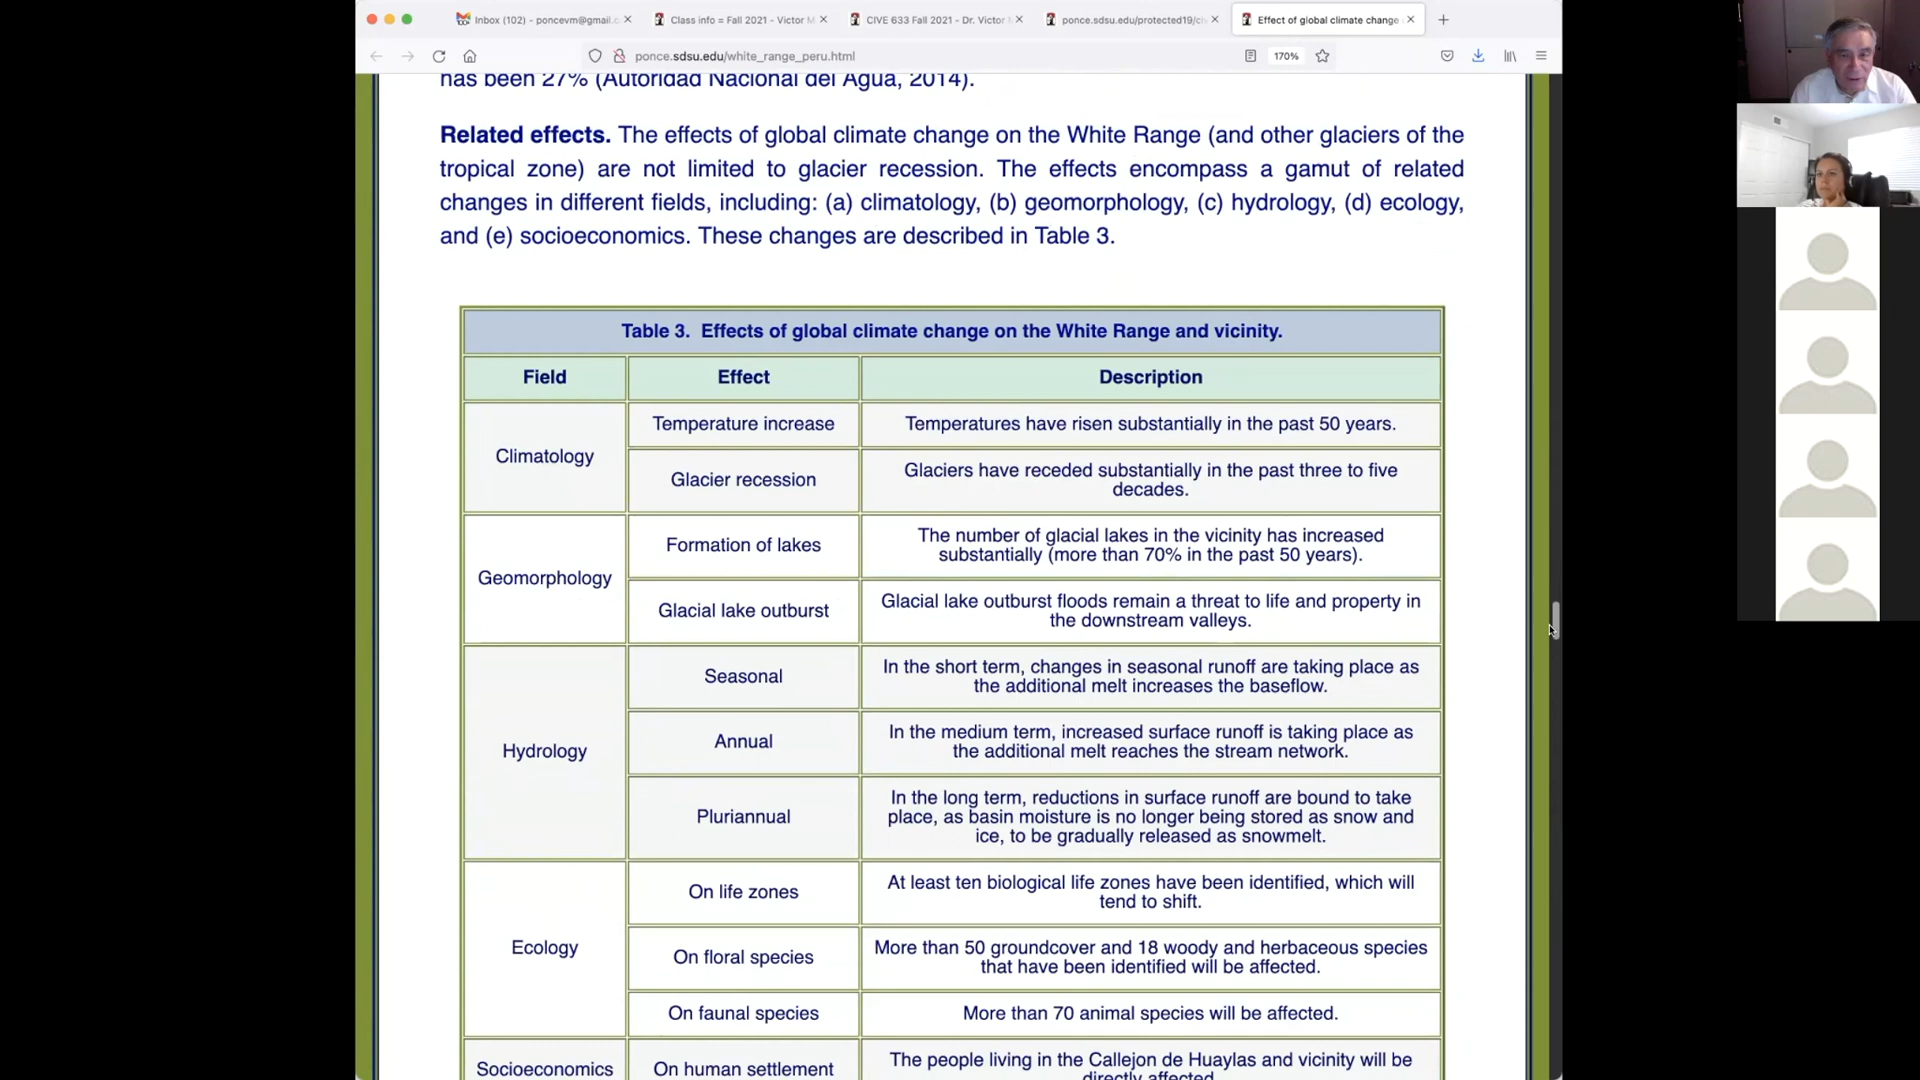 Inbox (102) - poncevm@gmail.c
Class info = Fall 2021 - Victor M
CIVE 633 Fall 2021 - Dr. Victor
ponce.sdsu.edu/protected19/ci
Effect of global climate change
ponce.sdsu.edu/white_range_peru.html
170%
has been 27% (Autoridad Nacional del Agua, 2014).
Related effects. The effects of global climate change on the White Range (and other glaciers of the
tropical zone) are not limited to glacier recession. The effects encompass a gamut of related
changes in different fields, including: (a) climatology, (b) geomorphology, (c) hydrology, (d) ecology,
and (e) socioeconomics. These changes are described in Table 3.
Table 3. Effects of global climate change on the White Range and vicinity.
Field
Effect
Description
Climatology
Temperature increase
Temperatures have risen substantially in the past 50 years.
Glacier recession
Glaciers have receded substantially in the past three to five
decades.
Geomorphology
Formation of lakes
The number of glacial lakes in the vicinity has increased
substantially (more than 70% in the past 50 years).
Glacial lake outburst
Glacial lake outburst floods remain a threat to life and property in
the downstream valleys.
Hydrology
Seasonal
In the short term, changes in seasonal runoff are taking place as
the additional melt increases the baseflow.
Annual
In the medium term, increased surface runoff is taking place as
the additional melt reaches the stream network.
Pluriannual
In the long term, reductions in surface runoff are bound to take
place, as basin moisture is no longer being stored as snow and
ice, to be gradually released as snowmelt.
Ecology
On life zones
At least ten biological life zones have been identified, which will
tend to shift.
On floral species
More than 50 groundcover and 18 woody and herbaceous species
that have been identified will be affected.
On faunal species
More than 70 animal species will be affected.
Socioeconomics
On human settlement
The people living in the Callejon de Huaylas and vicinity will be
directly affected